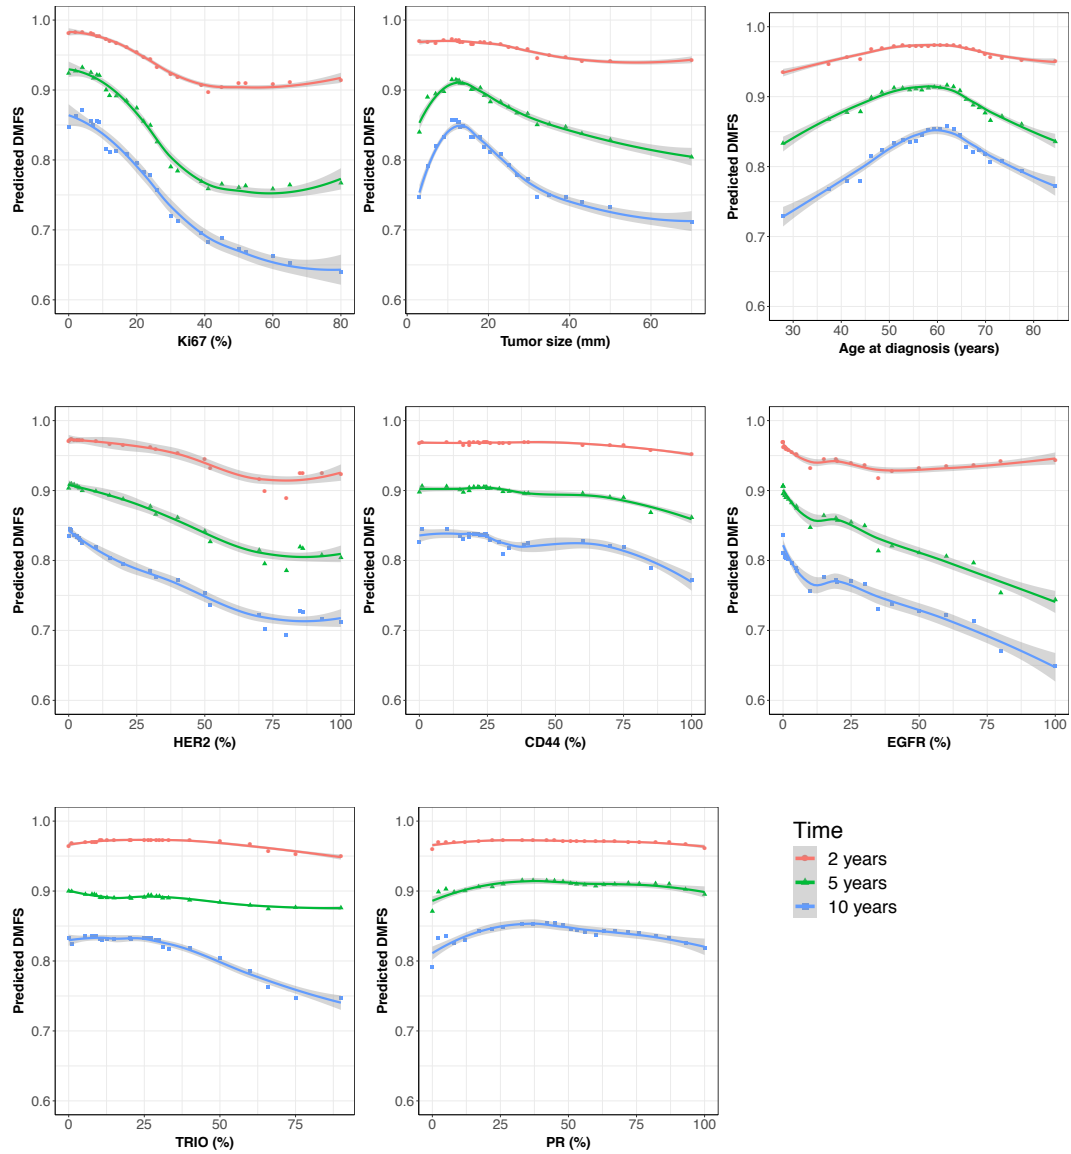 1.0
0.9
0.8
0.7
0.6
Predicted DMFS
0 20 40 60 80
Ki67 (%)
1.0
0.9
0.8
0.7
0.6
Predicted DMFS
0 20 40 60
Tumor size (mm)
1.0
0.9
0.8
0.7
0.6
Predicted DMFS
30 40 50 60 70 80
Age at diagnosis (years)
1.0
0.9
0.8
0.7
0.6
Predicted DMFS
0 25 50 75 100
HER2 (%)
1.0
0.9
0.8
0.7
0.6
Predicted DMFS
0 25 50 75 100
CD44 (%)
1.0
0.9
0.8
0.7
0.6
Predicted DMFS
0 25 50 75 100
EGFR (%)
1.0
0.9
0.8
0.7
0.6
Predicted DMFS
0 25 50 75
TRIO (%)
1.0
0.9
0.8
0.7
0.6
Predicted DMFS
0 25 50 75 100
PR (%)
Time
2 years
5 years
10 years